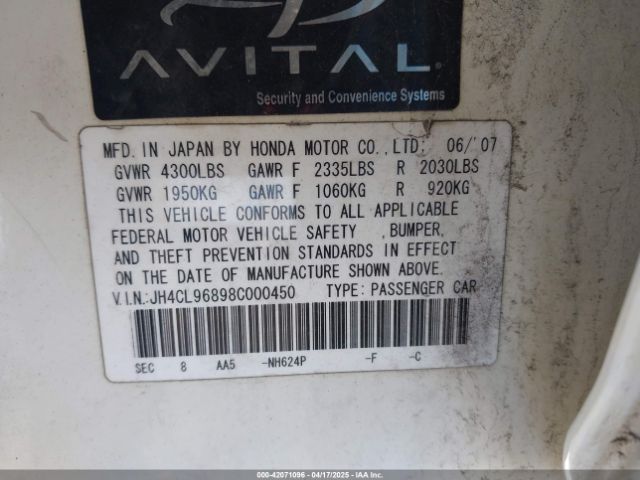 AVITAL®
Security and Convenience Systems
MFD. IN JAPAN BY HONDA MOTOR CO.,LTD: 06/'07
GVWR 4300LBS GAWR F 2335LBS R 2030LBS
GVWR 1950KG GAWR F 1060KG R 920KG
THIS VEHICLE CONFORMS TO ALL APPLICABLE
FEDERAL MOTOR VEHICLE SAFETY ,BUMPER,
AND THEFT PREVENTION STANDARDS IN EFFECT
ON THE DATE OF MANUFACTURE SHOWN ABOVE.
V.I.N.:JH4CL96898C000450 TYPE: PASSENGER CAR
SEC 8 AA5 -NH624P -F -C
000-42071096 - 04/17/2025 - IAAI.COM